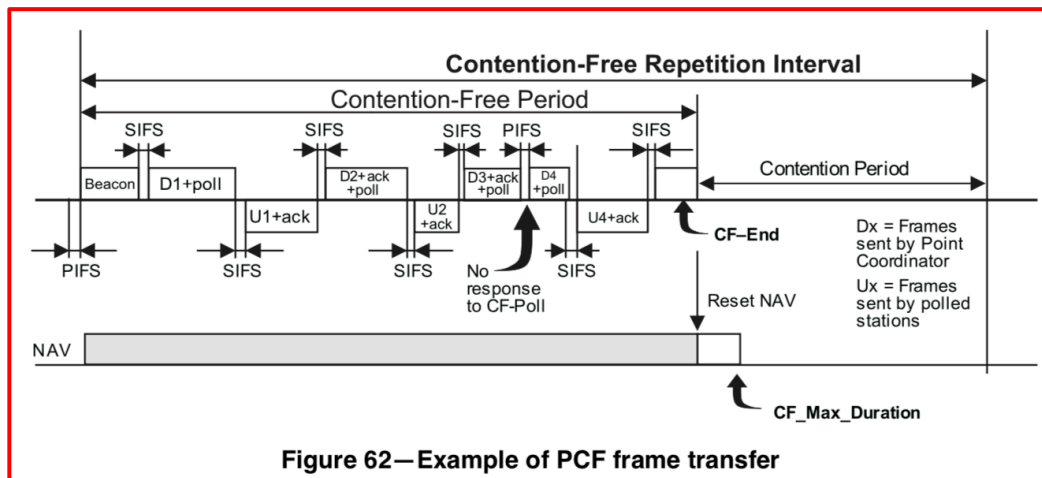 Contention-Free Repetition Interval
Contention-Free Period
SIFS
SIFS
SIFS
PIFS
SIFS
Contention Period
Beacon
D1+poll
D2+ack
+poll
D3+ack
+poll
D4
+poll
U1+ack
U2
+ack
U4+ack
CF–End
PIFS
SIFS
SIFS
No
response
to CF-Poll
SIFS
Dx = Frames
sent by Point
Coordinator
Ux = Frames
sent by polled
stations
Reset NAV
NAV
CF_Max_Duration
Figure 62—Example of PCF frame transfer